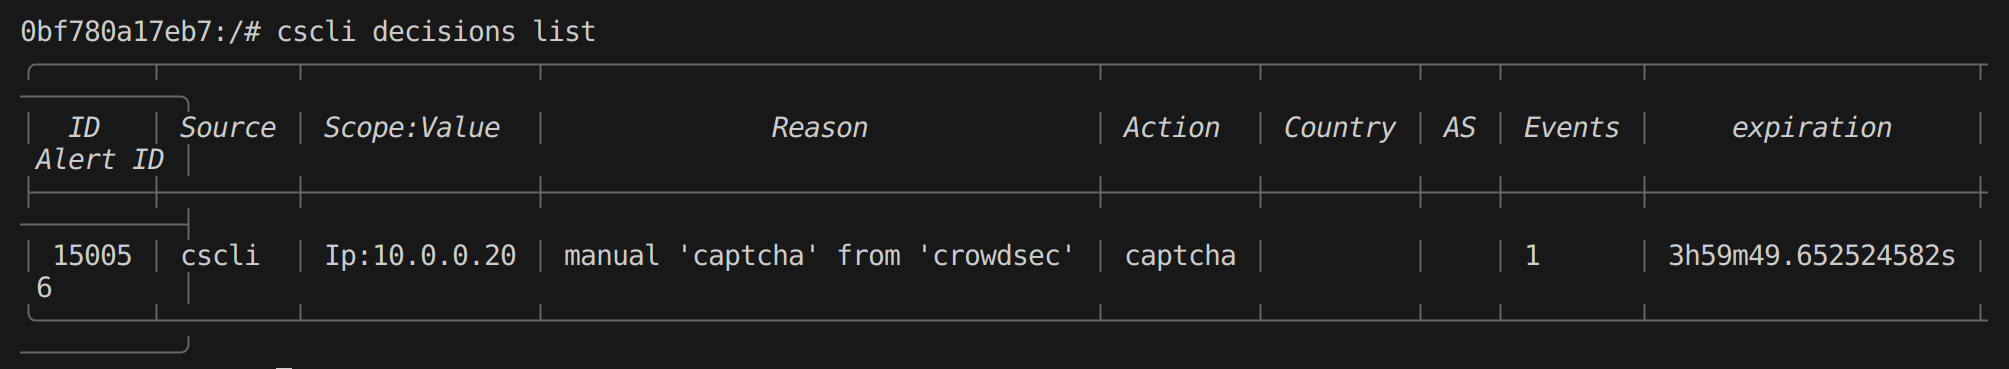 0bf780a17eb7:/# cscli decisions list
ID Source Scope:Value Reason Action Country AS Events expiration
Alert ID
15005 cscli Ip:10.0.0.20 manual 'captcha' from 'crowdsec' captcha 1 3h59m49.652524582s
6